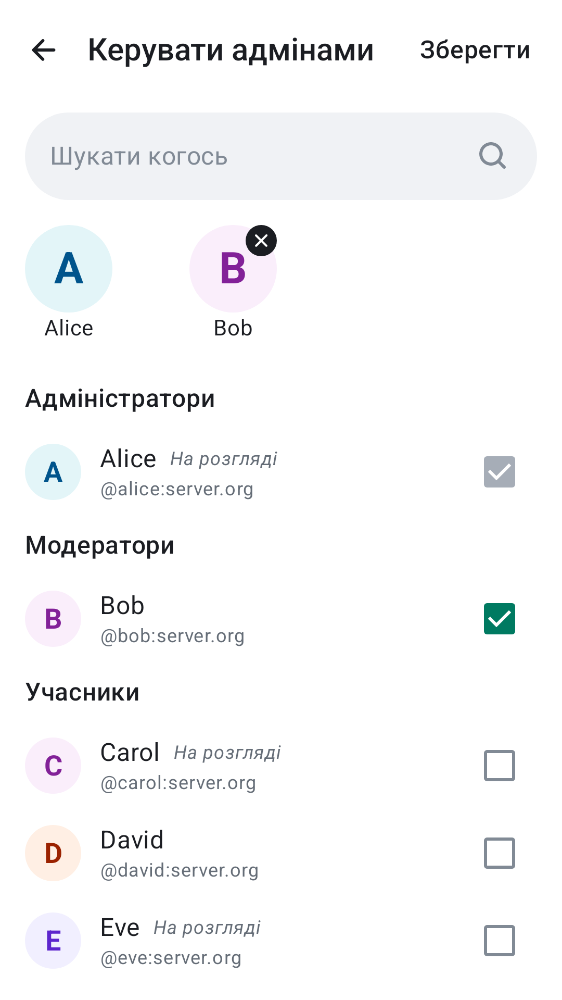 Керувати адмінами Зберегти
Шукати когось
A B
Alice Bob
Адміністратори
A Alice На розгляді
@alice:server.org
Модератори
B Bob
@bob:server.org
Учасники
C Carol На розгляді
@carol:server.org
D David
@david:server.org
E Eve На розгляді
@eve:server.org